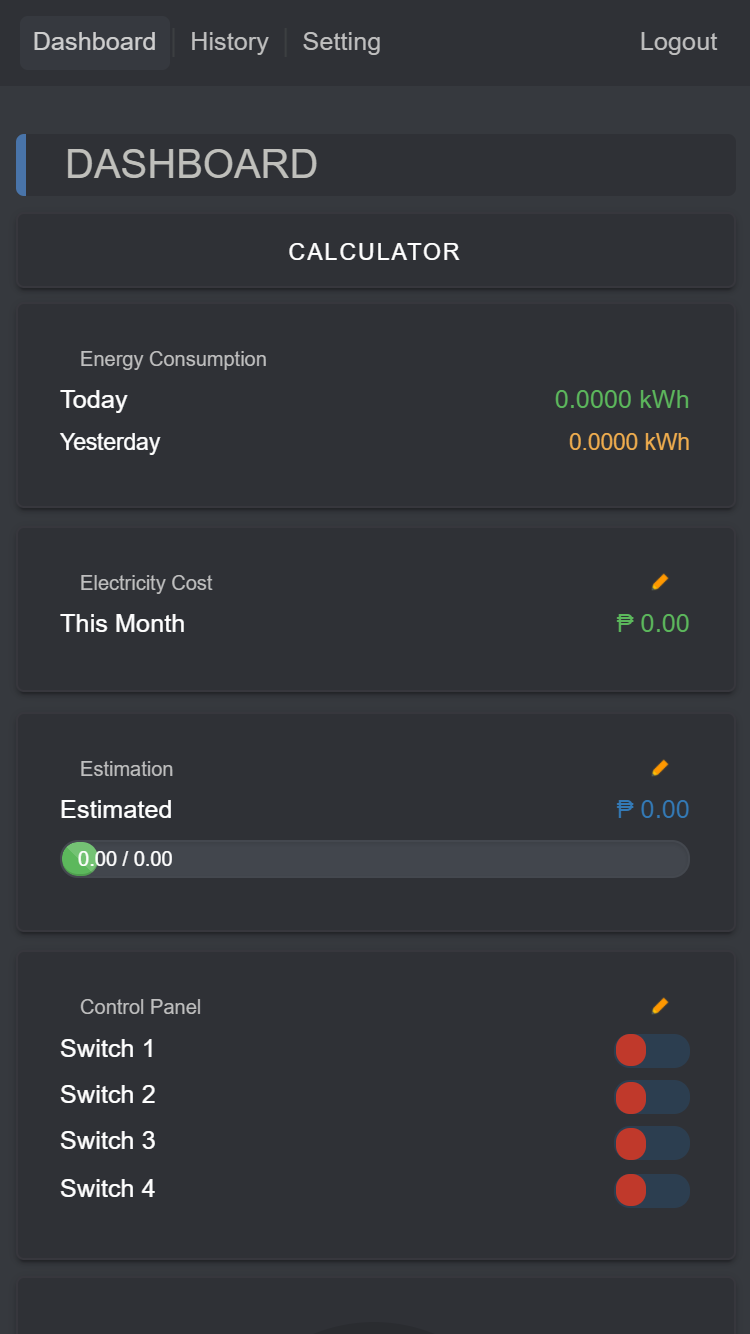 Dashboard History Setting Logout
DASHBOARD
CALCULATOR
Energy Consumption
Today 0.0000 kWh
Yesterday 0.0000 kWh
Electricity Cost
This Month ₱ 0.00
Estimation
Estimated ₱ 0.00
0.00 / 0.00
Control Panel
Switch 1
Switch 2
Switch 3
Switch 4